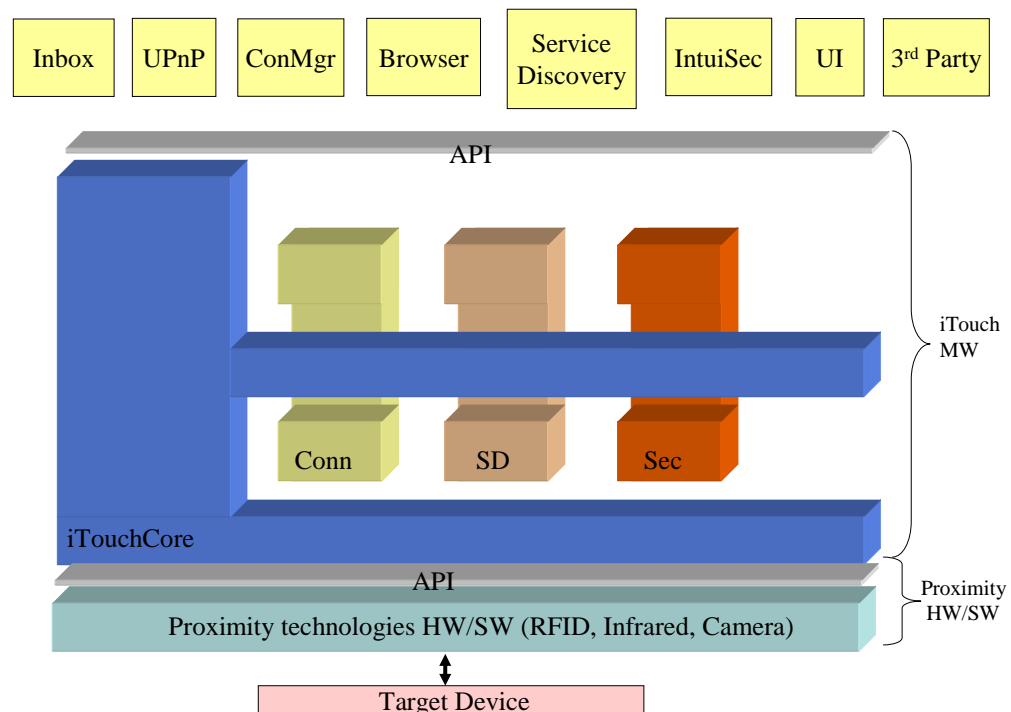 Inbox
UPnP
ConMgr
Browser
Service
Discovery
IntuiSec
UI
3rd Party
API
iTouch
MW
Conn
SD
Sec
iTouchCore
API
Proximity
HW/SW
Proximity technologies HW/SW (RFID, Infrared, Camera)
Target Device